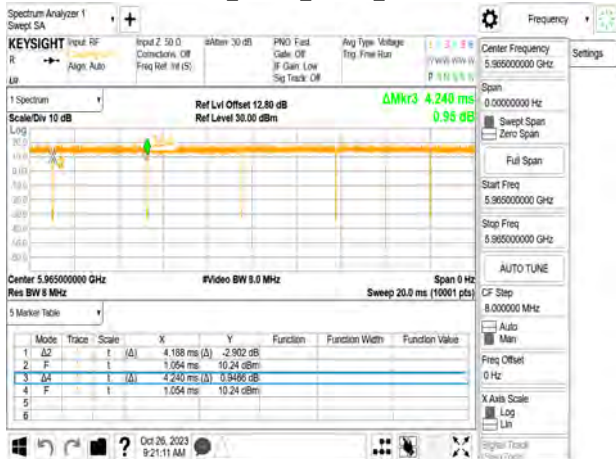 Spectrum Analyzer 1
Swept SA
+
Frequency
KEYSIGHT Input: RF
Input Z: 50 Ω
#Atten: 30 dB
PNO: Fast
Avg Type: Voltage
Center Frequency
Settings
R
Align: Auto
Corrections: Off
Freq Ref: Int (S)
Gate: Off
IF Gain: Low
Sig Track: Off
Trig: Free Run
5.965000000 GHz
1 Spectrum
Ref Lvl Offset 12.80 dB
ΔMkr3 4.240 ms
Span
0.00000000 Hz
Scale/Div 10 dB
Ref Level 30.00 dBm
0.95 dB
Swept Span
Zero Span
Log
Full Span
Start Freq
5.965000000 GHz
Stop Freq
5.965000000 GHz
AUTO TUNE
Center 5.965000000 GHz
#Video BW 8.0 MHz
Span 0 Hz
Res BW 8 MHz
Sweep 20.0 ms (10001 pts)
CF Step
8.000000 MHz
5 Marker Table
Auto
Man
Mode Trace Scale X Y Function Function Width Function Value
1 Δ2 1 t (Δ) 4.188 ms (Δ) -2.902 dB
2 F 1 t 1.054 ms 10.24 dBm
3 Δ4 1 t (Δ) 4.240 ms (Δ) 0.9466 dB
4 F 1 t 1.054 ms 10.24 dBm
5
6
Freq Offset
0 Hz
X Axis Scale
Log
Lin
Signal Track
?
Oct 26, 2023
9:21:11 AM